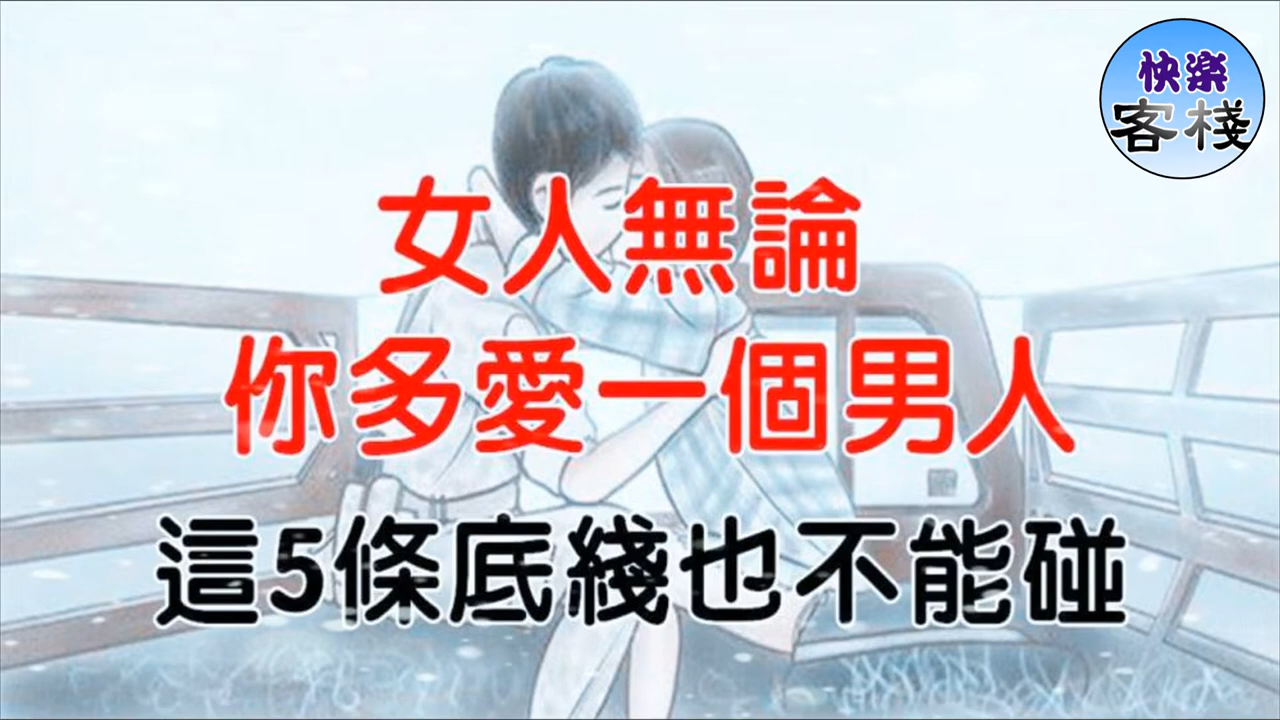 快樂
客棧
女人無論
你多愛一個男人
這5條底綫也不能碰